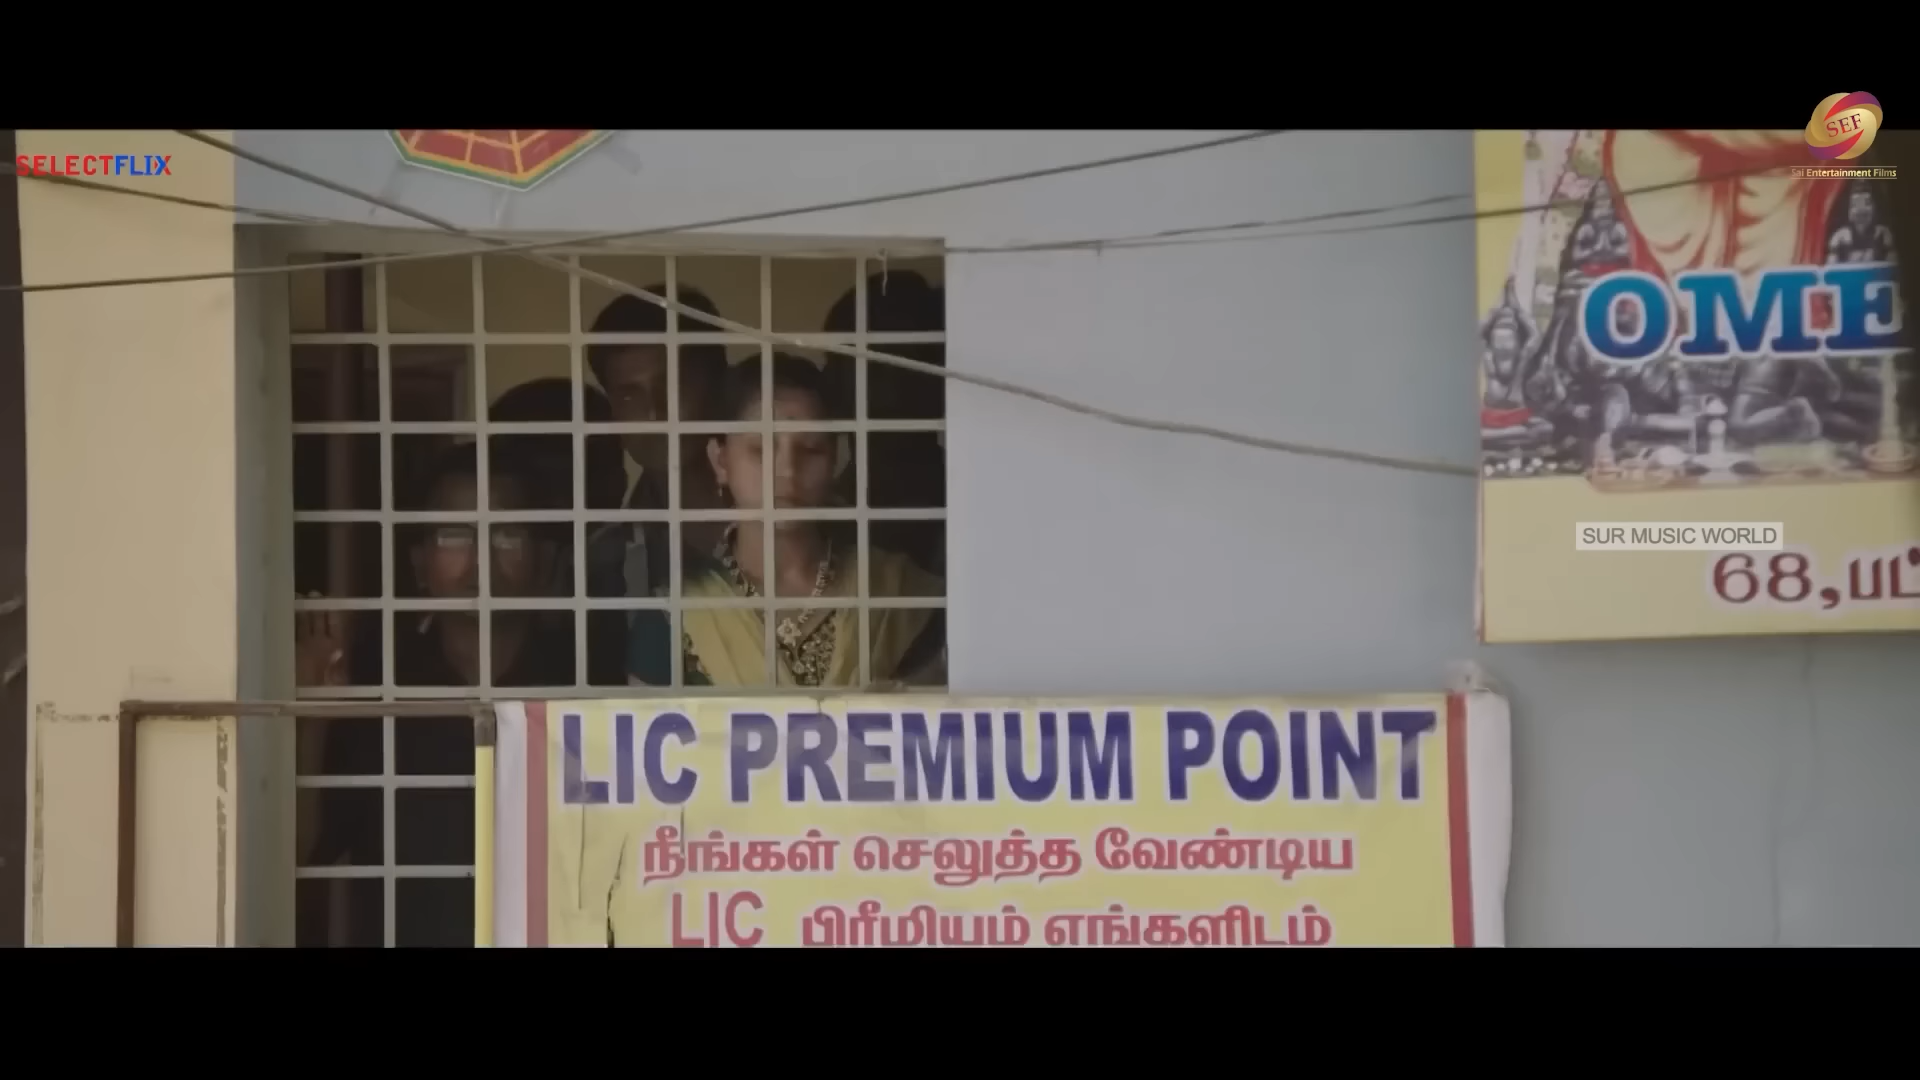 SELECTFLIX
SEF
Sai Entertainment Films
OME
SUR MUSIC WORLD
68,பட்
LIC PREMIUM POINT
நீங்கள் செலுத்த வேண்டிய
LIC பிரீமியம் எங்களிடம்